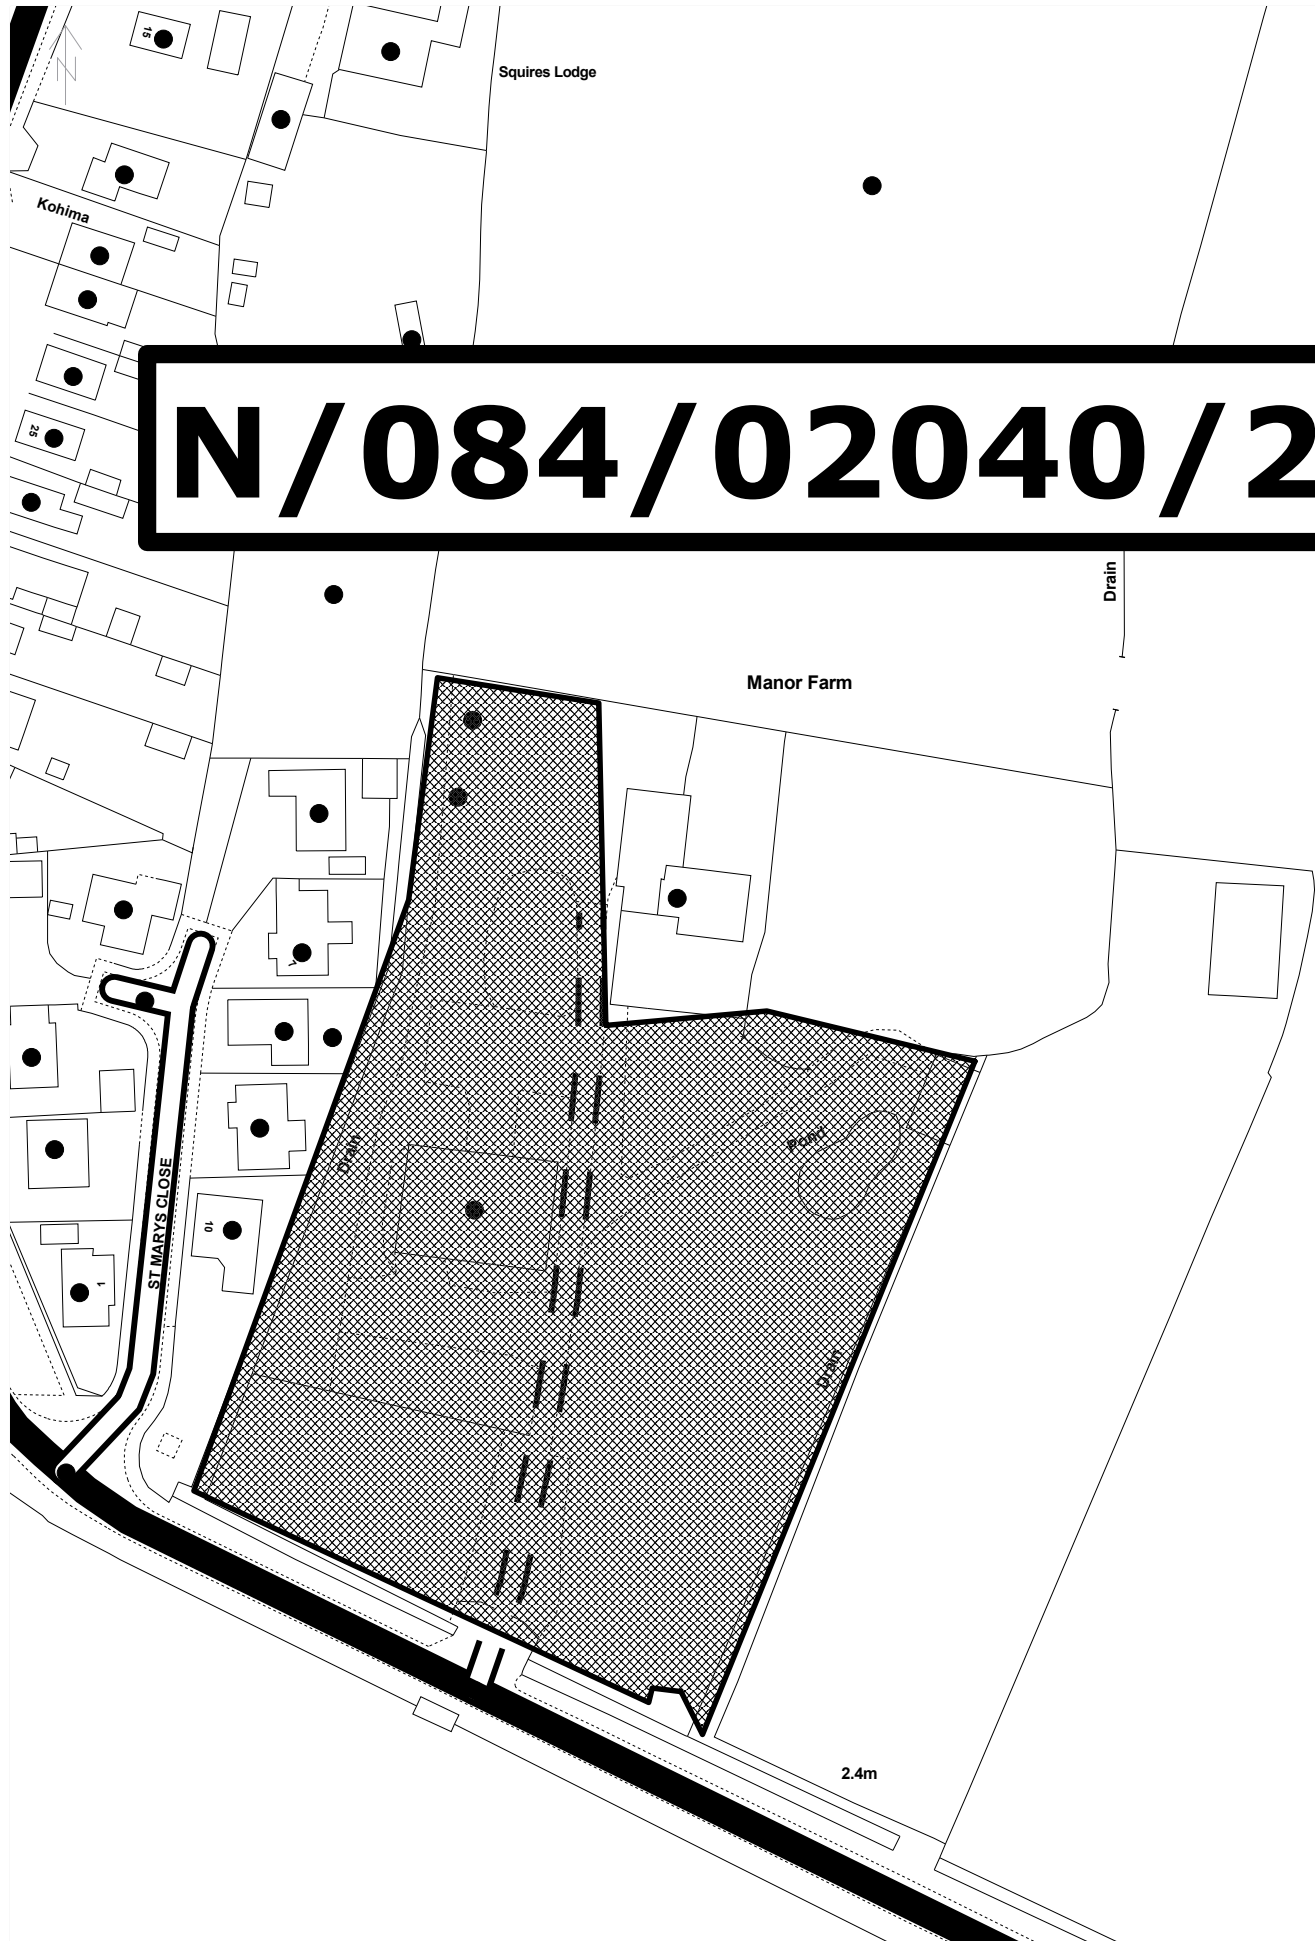 15
N
Squires Lodge
Kohima
25
N/084/02040/2
Drain
Manor Farm
7
Pond
Drain
ST MARYS CLOSE
10
1
Drain
2.4m